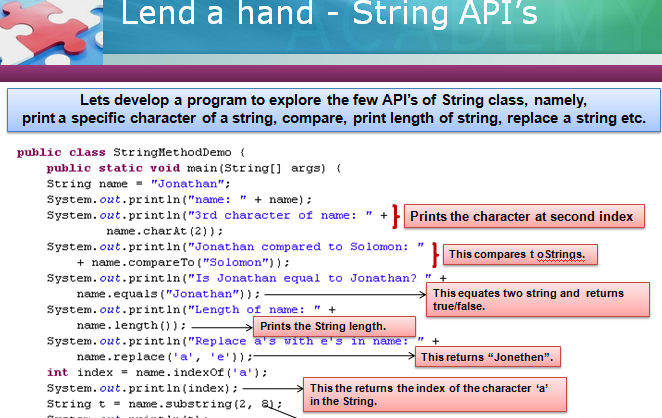 Lend a hand - String API's
ACADEMY
Lets develop a program to explore the few API's of String class, namely,
print a specific character of a string, compare, print length of string, replace a string etc.
public class StringMethodDemo {
public static void main(String[] args) {
String name = "Jonathan";
System.out.println("name: " + name);
System.out.println("3rd character of name: " +
name.charAt(2));
Prints the character at second index
System.out.println("Jonathan compared to Solomon: "
+ name.compareTo("Solomon"));
This compares t oStrings.
System.out.println("Is Jonathan equal to Jonathan? " +
name.equals("Jonathan"));
This equates two string and returns
true/false.
System.out.println("Length of name: " +
name.length());
Prints the String length.
System.out.println("Replace a's with e's in name: " +
name.replace('a', 'e'));
This returns "Jonethen".
int index = name.indexOf('a');
System.out.println(index);
This the returns the index of the character 'a'
in the String.
String t = name.substring(2, 8);